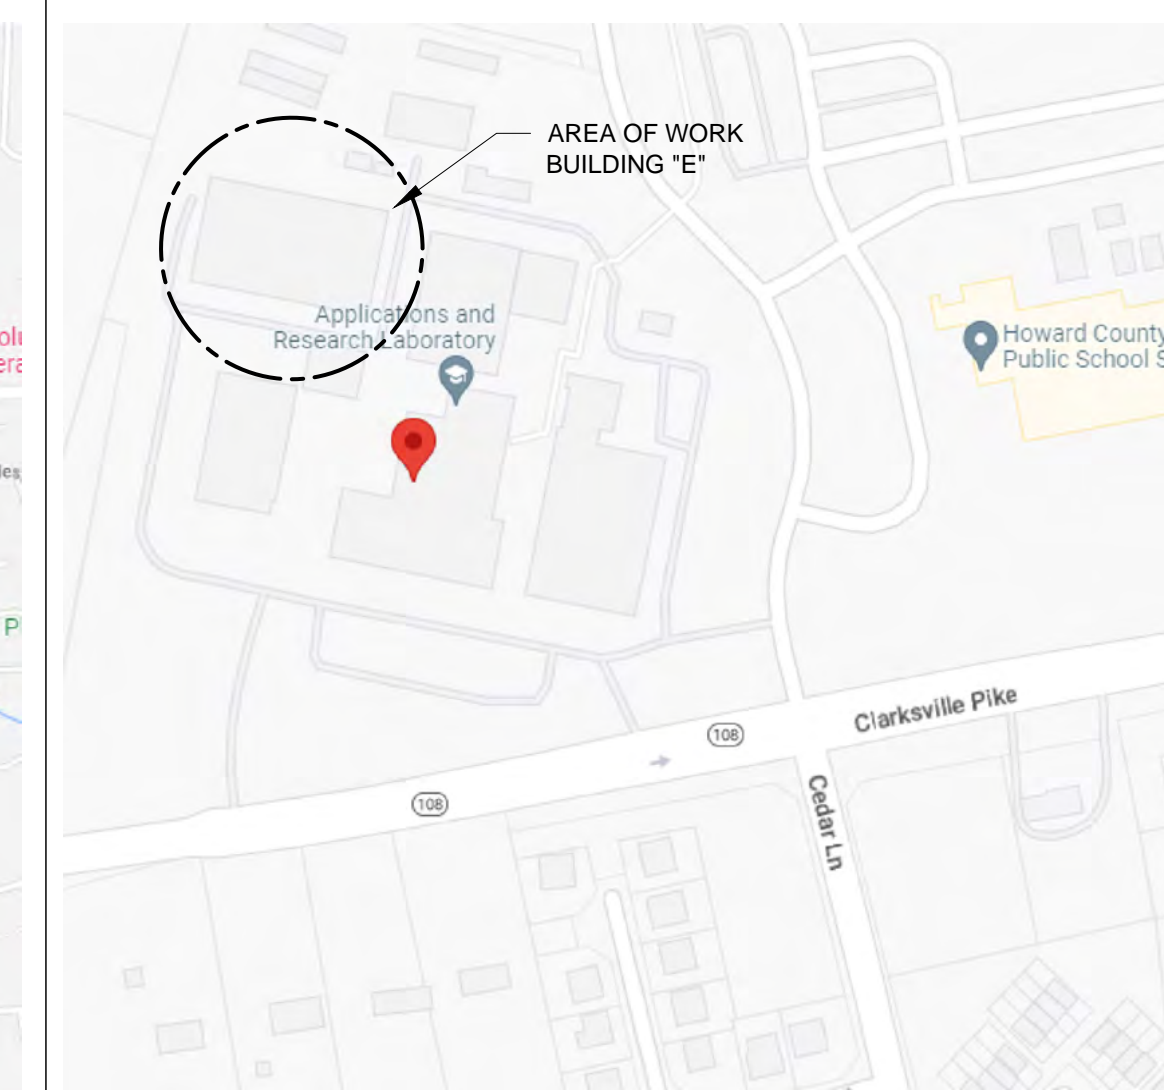 AREA OF WORK
BUILDING "E"
Applications and
Research Laboratory
Howard County
Public School S
108
Clarksville Pike
108
Cedar Ln